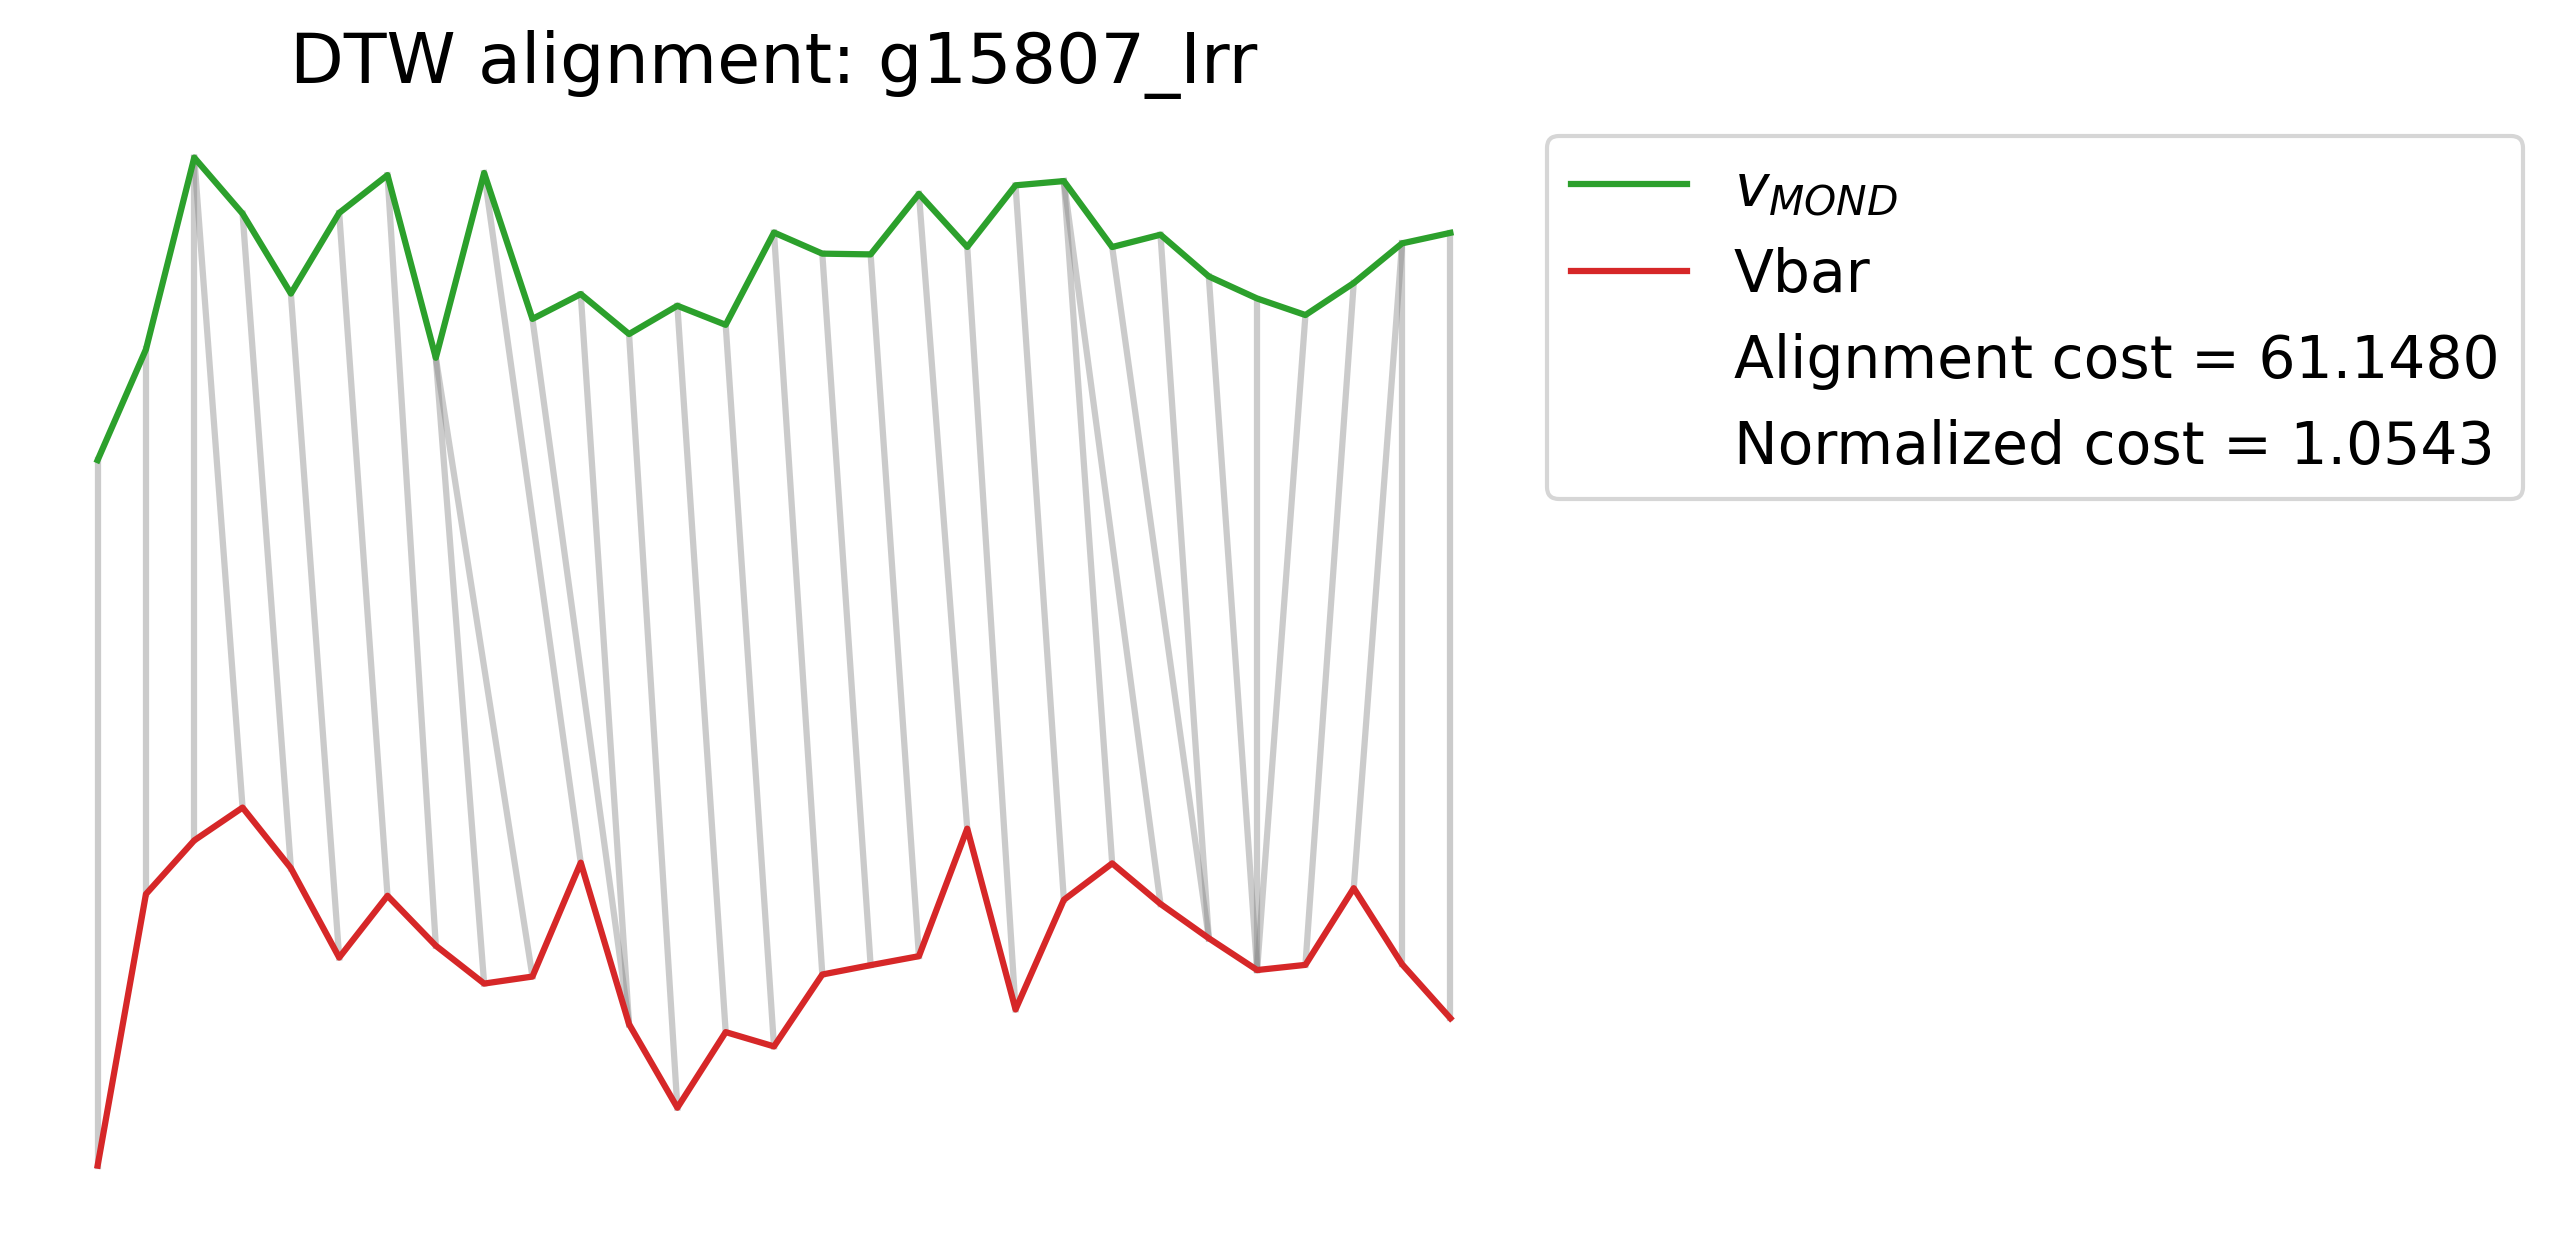 DTW alignment: g15807_Irr
v_MOND
Vbar
Alignment cost = 61.1480
Normalized cost = 1.0543